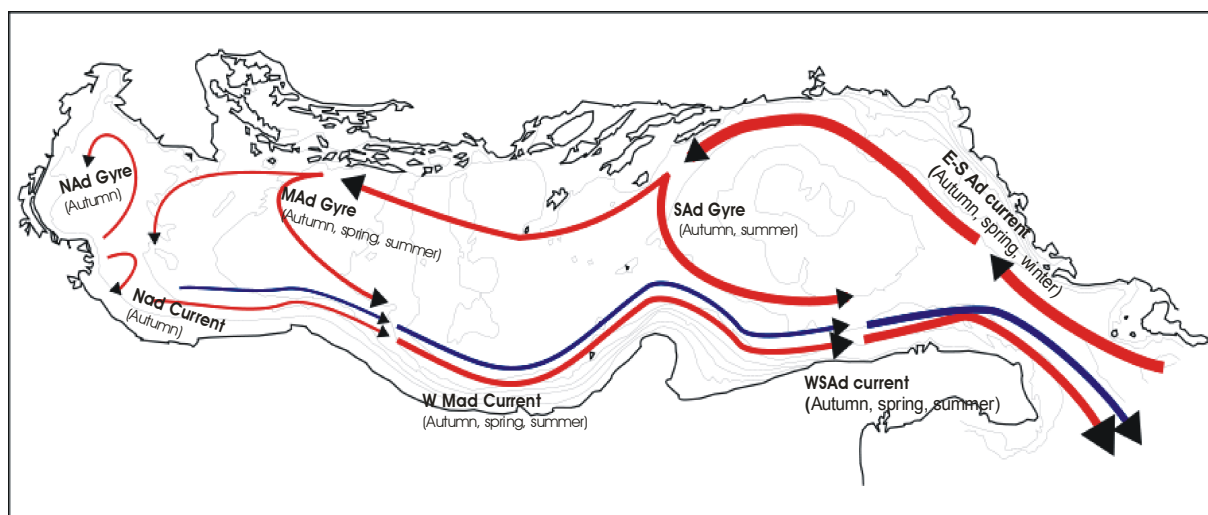 NAd Gyre
(Autumn)
MAd Gyre
(Autumn, spring, summer)
SAd Gyre
(Autumn, summer)
E-S Ad current
(Autumn, spring, winter)
Nad Current
(Autumn)
W Mad Current
(Autumn, spring, summer)
WSAd current
(Autumn, spring, summer)